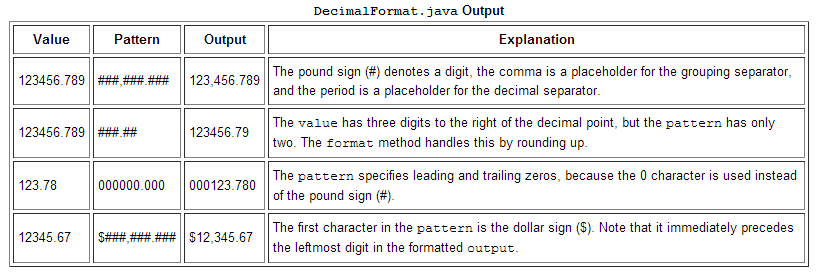 DecimalFormat.java Output
Value Pattern Output Explanation
123456.789 ###,###.### 123,456.789 The pound sign (#) denotes a digit, the comma is a placeholder for the grouping separator,
and the period is a placeholder for the decimal separator.
123456.789 ###.## 123456.79 The value has three digits to the right of the decimal point, but the pattern has only
two. The format method handles this by rounding up.
123.78 000000.000 000123.780 The pattern specifies leading and trailing zeros, because the 0 character is used instead
of the pound sign (#).
12345.67 $###,###.### $12,345.67 The first character in the pattern is the dollar sign ($). Note that it immediately precedes
the leftmost digit in the formatted output.